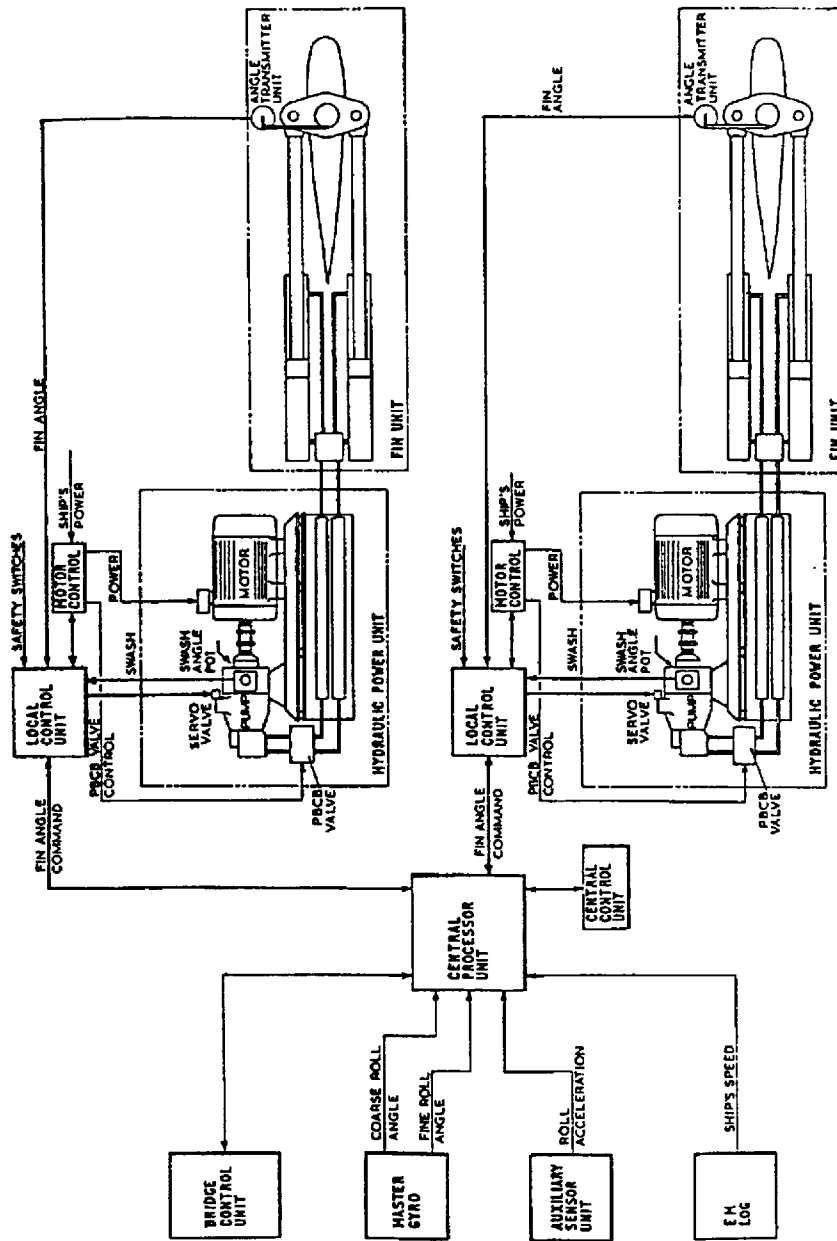 BRIDGE
CONTROL
UNIT
MASTER
GYRO
COARSE ROLL
ANGLE
FINE ROLL
ANGLE
AUXILIARY
SENSOR
UNIT
ROLL
ACCELERATION
E M
LOG
SHIP'S SPEED
CENTRAL
PROCESSOR
UNIT
CENTRAL
CONTROL
UNIT
FIN ANGLE
COMMAND
LOCAL
CONTROL
UNIT
SAFETY SWITCHES
FIN ANGLE
MOTOR
CONTROL
SHIP'S
POWER
POWER
PBCB VALVE
CONTROL
SWASH
SERVO
VALVE
SWASH ANGLE
POT
PUMP
MOTOR
PBCB
VALVE
HYDRAULIC POWER UNIT
ANGLE
TRANSMITTER
UNIT
FIN UNIT
FIN ANGLE
COMMAND
LOCAL
CONTROL
UNIT
SAFETY SWITCHES
FIN
ANGLE
MOTOR
CONTROL
SHIP'S
POWER
POWER
PBCB VALVE
CONTROL
SWASH
SERVO
VALVE
SWASH ANGLE
POT
PUMP
MOTOR
PBCB
VALVE
HYDRAULIC POWER UNIT
ANGLE
TRANSMITTER
UNIT
FIN UNIT